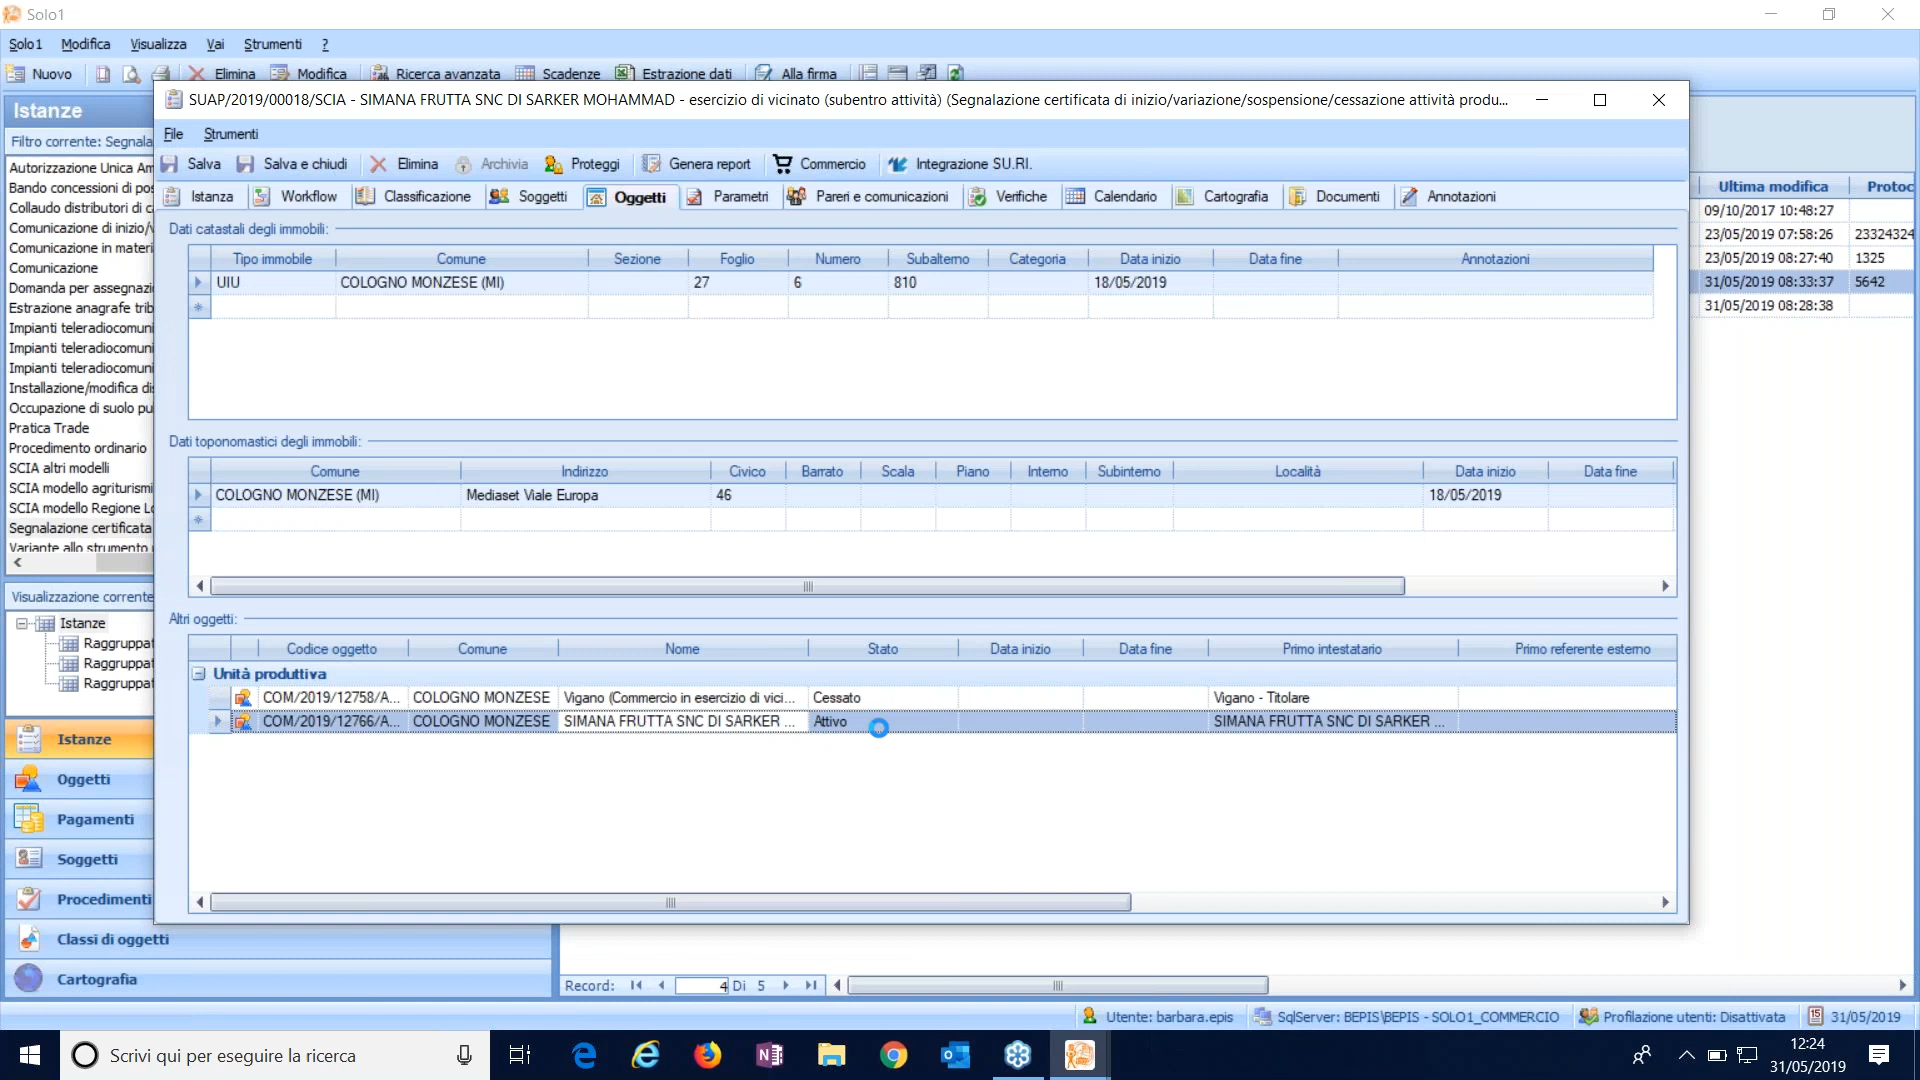 Solo1
Solo1 Modifica Visualizza Vai Strumenti ?
Nuovo Elimina Modifica Ricerca avanzata Scadenze Estrazione dati Alla firma
Istanze
Filtro corrente: Segnala
Autorizzazione Unica Am
Bando concessioni di pos
Collaudo distributori di ca
Comunicazione di inizio/v
Comunicazione in materi
Comunicazione
Domanda per assegnazi
Estrazione anagrafe trib
Impianti teleradiocomuni
Impianti teleradiocomuni
Impianti teleradiocomuni
Installazione/modifica di
Occupazione di suolo pu
Pratica Trade
Procedimento ordinario
SCIA altri modelli
SCIA modello agriturismi
SCIA modello Regione Lo
Segnalazione certificata
Variante allo strumento
Visualizzazione corrente
Istanze
Raggruppat
Raggruppat
Raggruppat
Istanze
Oggetti
Pagamenti
Soggetti
Procedimenti
Classi di oggetti
Cartografia
SUAP/2019/00018/SCIA - SIMANA FRUTTA SNC DI SARKER MOHAMMAD - esercizio di vicinato (subentro attività) (Segnalazione certificata di inizio/variazione/sospensione/cessazione attività produ...
File Strumenti
Salva Salva e chiudi Elimina Archivia Proteggi Genera report Commercio Integrazione SU.RI.
Istanza Workflow Classificazione Soggetti Oggetti Parametri Pareri e comunicazioni Verifiche Calendario Cartografia Documenti Annotazioni
Dati catastali degli immobili:
Tipo immobile Comune Sezione Foglio Numero Subalterno Categoria Data inizio Data fine Annotazioni
UIU COLOGNO MONZESE (MI) 27 6 810 18/05/2019
Dati toponomastici degli immobili:
Comune Indirizzo Civico Barrato Scala Piano Interno Subinterno Località Data inizio Data fine
COLOGNO MONZESE (MI) Mediaset Viale Europa 46 18/05/2019
Altri oggetti:
Codice oggetto Comune Nome Stato Data inizio Data fine Primo intestatario Primo referente esterno
Unità produttiva
COM/2019/12758/A... COLOGNO MONZESE Vigano (Commercio in esercizio di vici... Cessato Vigano - Titolare
COM/2019/12766/A... COLOGNO MONZESE SIMANA FRUTTA SNC DI SARKER ... Attivo SIMANA FRUTTA SNC DI SARKER ...
Ultima modifica Protoc
09/10/2017 10:48:27
23/05/2019 07:58:26 23324324
23/05/2019 08:27:40 1325
31/05/2019 08:33:37 5642
31/05/2019 08:28:38
Record: 4 Di 5
Utente: barbara.epis SqlServer: BEPIS\BEPIS - SOLO1_COMMERCIO Profilazione utenti: Disattivata 15 31/05/2019
Scrivi qui per eseguire la ricerca
12:24
31/05/2019